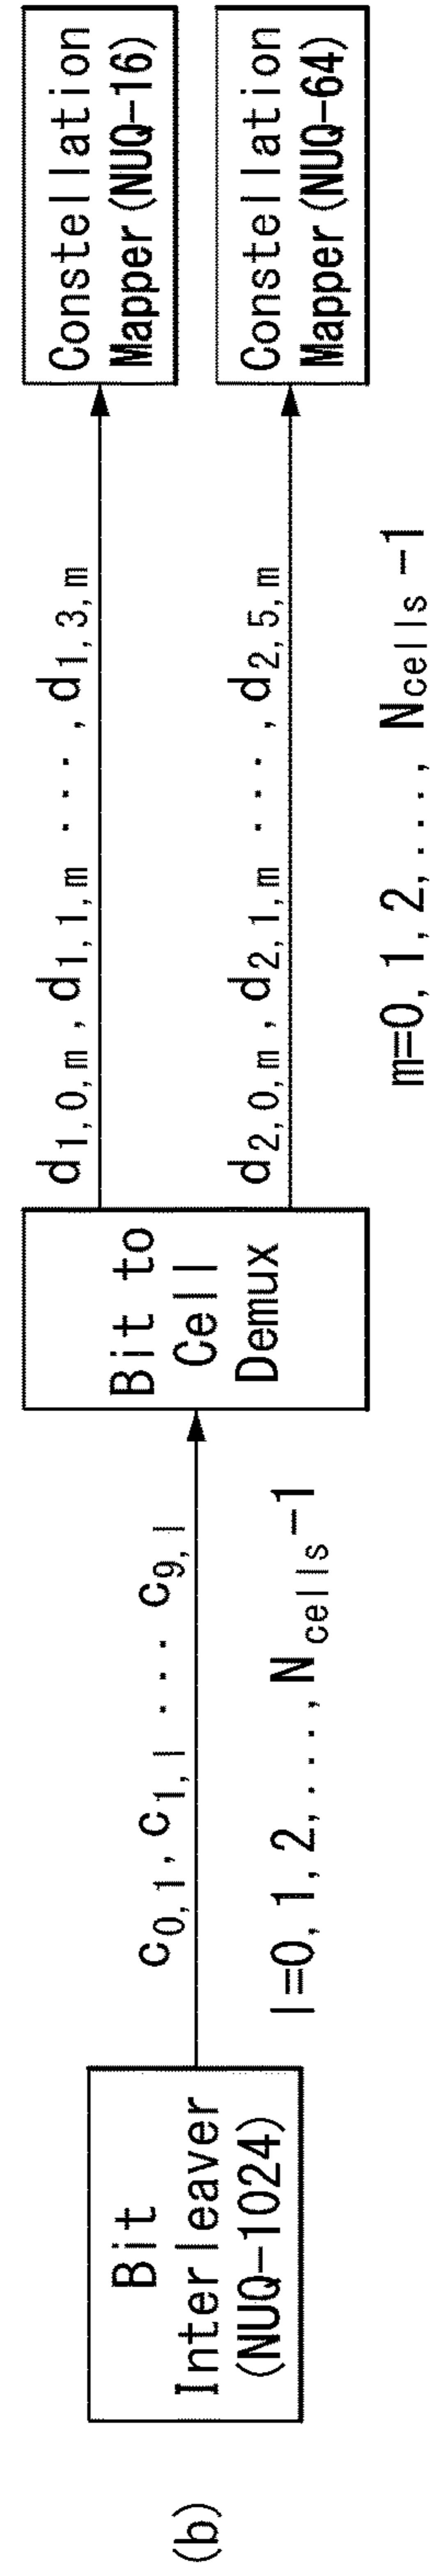 (b)
Bit
Interleaver
(NUQ-1024)
c0,1, c1,l ... c9,l
l=0, 1, 2, ..., Ncells-1
Bit to
Cell
Demux
d1,0,m, d1,1,m ..., d1,3,m
d2,0,m, d2,1,m ..., d2,5,m
m=0, 1, 2, ..., Ncells-1
Constellation
Mapper (NUQ-16)
Constellation
Mapper (NUQ-64)